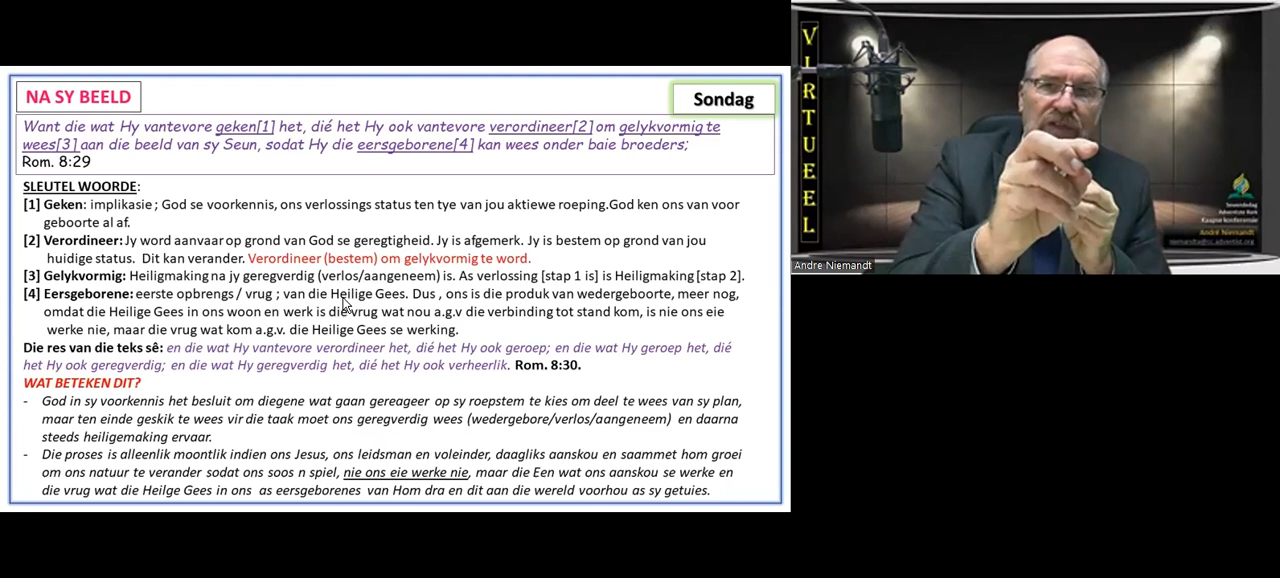 NA SY BEELD
Sondag
Want die wat Hy vantevore geken[1] het, dié het Hy ook vantevore verordineer[2] om gelykvormig te
wees[3] aan die beeld van sy Seun, sodat Hy die eersgeborene[4] kan wees onder baie broeders;
Rom. 8:29
SLEUTEL WOORDE:
[1] Geken: implikasie ; God se voorkennis, ons verlossings status ten tye van jou aktiewe roeping.God ken ons van voor
geboorte al af.
[2] Verordineer: Jy word aanvaar op grond van God se geregtigheid. Jy is afgemerk. Jy is bestem op grond van jou
huidige status. Dit kan verander. Verordineer (bestem) om gelykvormig te word.
[3] Gelykvormig: Heiligmaking na jy geregverdig (verlos/aangeneem) is. As verlossing [stap 1 is] is Heiligmaking [stap 2].
[4] Eersgeborene: eerste opbrengs / vrug ; van die Heilige Gees. Dus , ons is die produk van wedergeboorte, meer nog,
omdat die Heilige Gees in ons woon en werk is die vrug wat nou a.g.v die verbinding tot stand kom, is nie ons eie
werke nie, maar die vrug wat kom a.g.v. die Heilige Gees se werking.
Die res van die teks sê: en die wat Hy vantevore verordineer het, dié het Hy ook geroep; en die wat Hy geroep het, dié
het Hy ook geregverdig; en die wat Hy geregverdig het, dié het Hy ook verheerlik. Rom. 8:30.
WAT BETEKEN DIT?
- God in sy voorkennis het besluit om diegene wat gaan gereageer op sy roepstem te kies om deel te wees van sy plan,
maar ten einde geskik te wees vir die taak moet ons geregverdig wees (wedergebore/verlos/aangeneem) en daarna
steeds heiligemaking ervaar.
- Die proses is alleenlik moontlik indien ons Jesus, ons leidsman en voleinder, daagliks aanskou en saammet hom groei
om ons natuur te verander sodat ons soos n spiel, nie ons eie werke nie, maar die Een wat ons aanskou se werke en
die vrug wat die Heilge Gees in ons as eersgeborenes van Hom dra en dit aan die wereld voorhou as sy getuies.
VIRTUEEL
Sewendedag
Adventiste Kerk
Kaapse konferensie
André Niemandt
Andre Niemandt